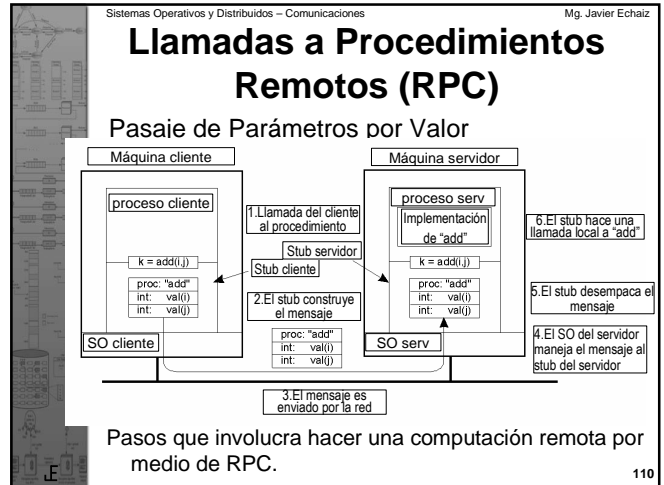 Sistemas Operativos y Distribuidos – Comunicaciones
Mg. Javier Echaiz
Llamadas a Procedimientos
Remotos (RPC)
Pasaje de Parámetros por Valor
Máquina cliente
Máquina servidor
proceso cliente
proceso serv
Implementación
de "add"
1.Llamada del cliente
al procedimiento
6.El stub hace una
llamada local a "add"
Stub servidor
Stub cliente
k = add(i,j)
k = add(i,j)
proc: "add"
int: val(i)
int: val(j)
2.El stub construye
el mensaje
proc: "add"
int: val(i)
int: val(j)
5.El stub desempaca el
mensaje
proc: "add"
int: val(i)
int: val(j)
SO cliente
SO serv
4.El SO del servidor
maneja el mensaje al
stub del servidor
3.El mensaje es
enviado por la red
Pasos que involucra hacer una computación remota por
medio de RPC.
JE
110